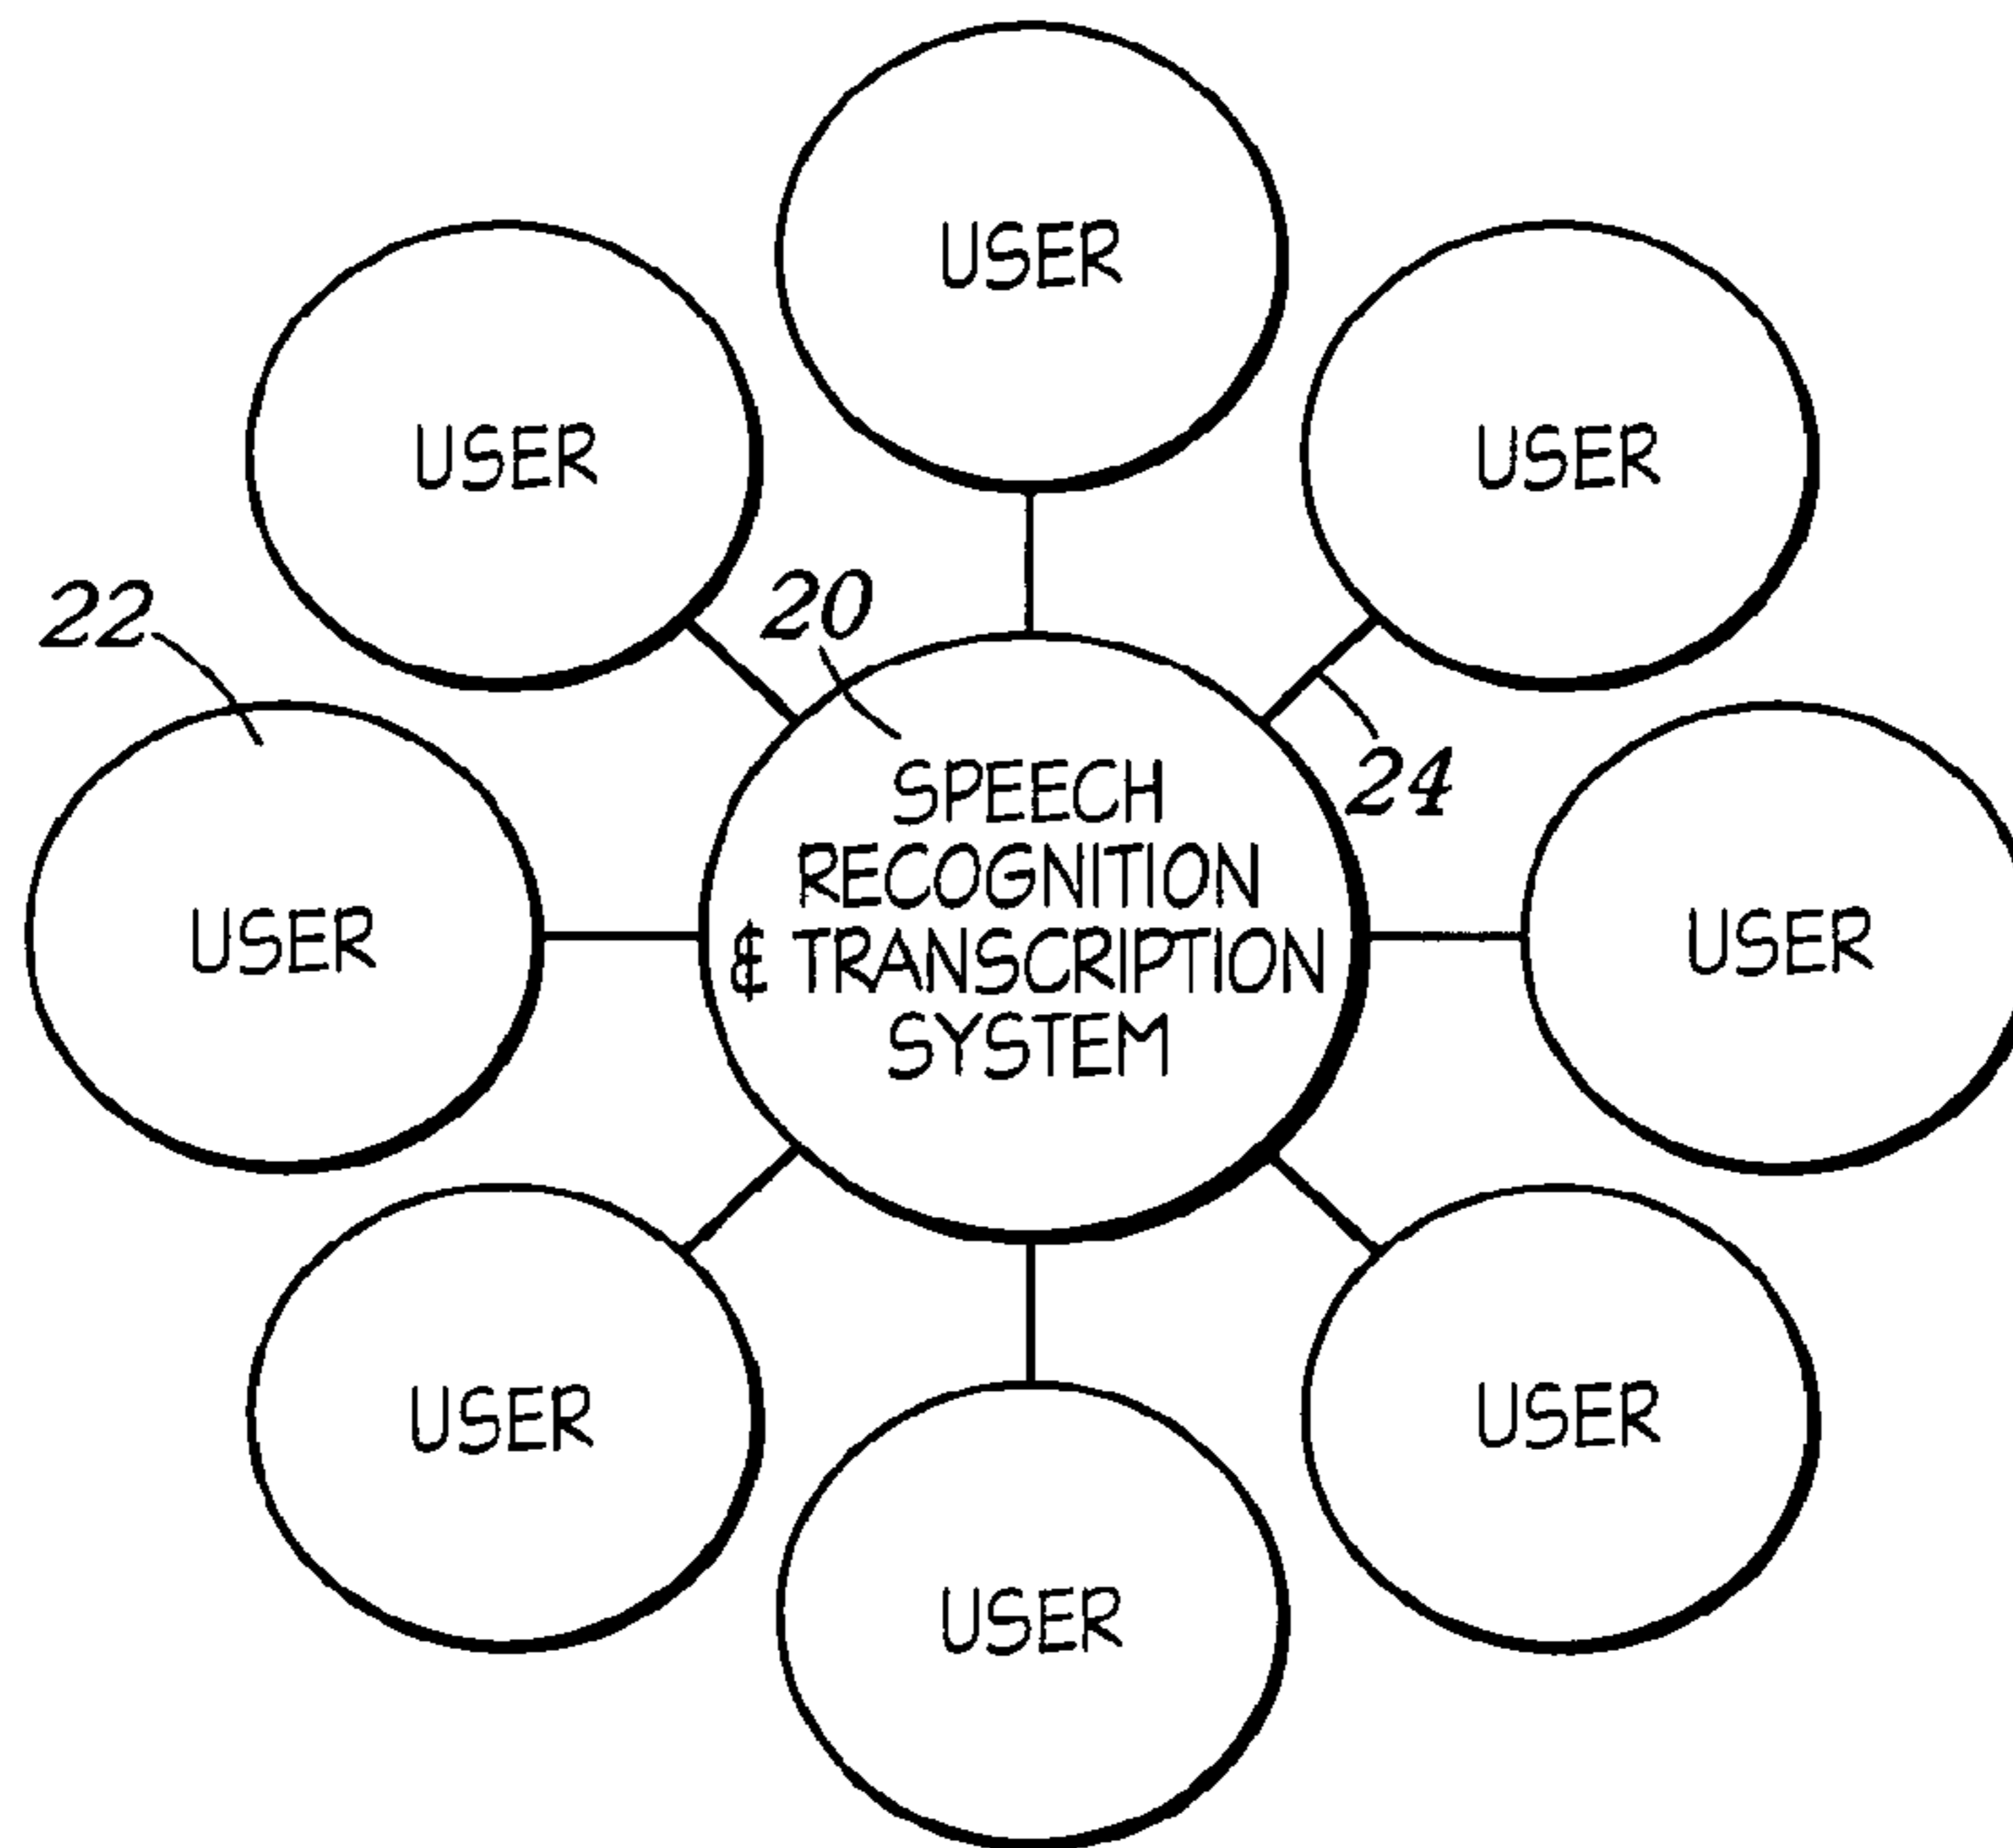 USER
USER
USER
22
20
24
USER
SPEECH
RECOGNITION
& TRANSCRIPTION
SYSTEM
USER
USER
USER
USER